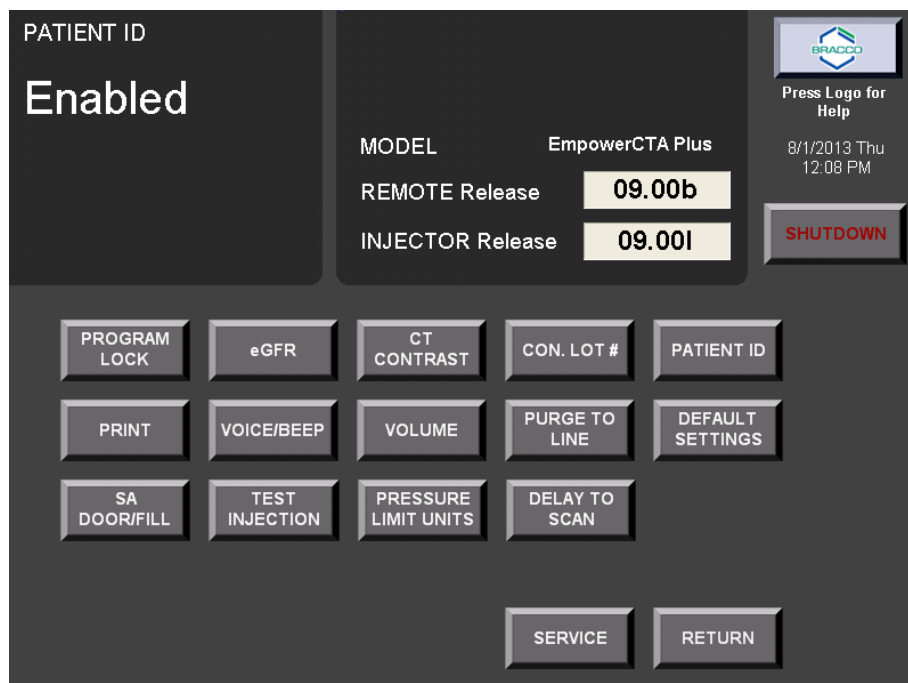 PATIENT ID
Enabled
MODEL EmpowerCTA Plus
REMOTE Release 09.00b
INJECTOR Release 09.00l
BRACCO
Press Logo for
Help
8/1/2013 Thu
12:08 PM
SHUTDOWN
PROGRAM
LOCK
eGFR
CT
CONTRAST
CON. LOT #
PATIENT ID
PRINT
VOICE/BEEP
VOLUME
PURGE TO
LINE
DEFAULT
SETTINGS
SA
DOOR/FILL
TEST
INJECTION
PRESSURE
LIMIT UNITS
DELAY TO
SCAN
SERVICE
RETURN